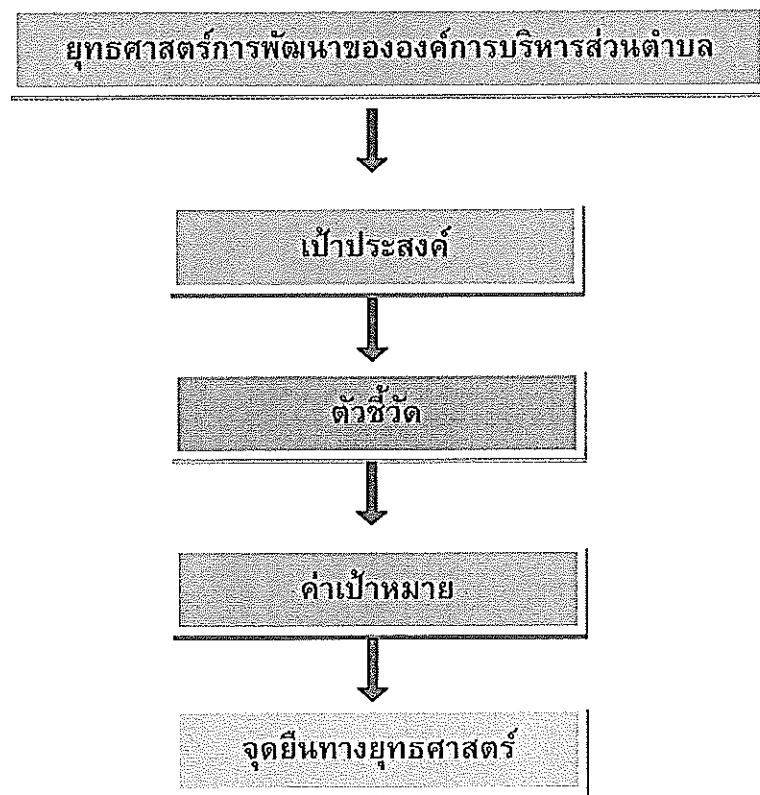 ยุทธศาสตร์การพัฒนาขององค์การบริหารส่วนตำบล
เป้าประสงค์
ตัวชี้วัด
ค่าเป้าหมาย
จุดยืนทางยุทธศาสตร์